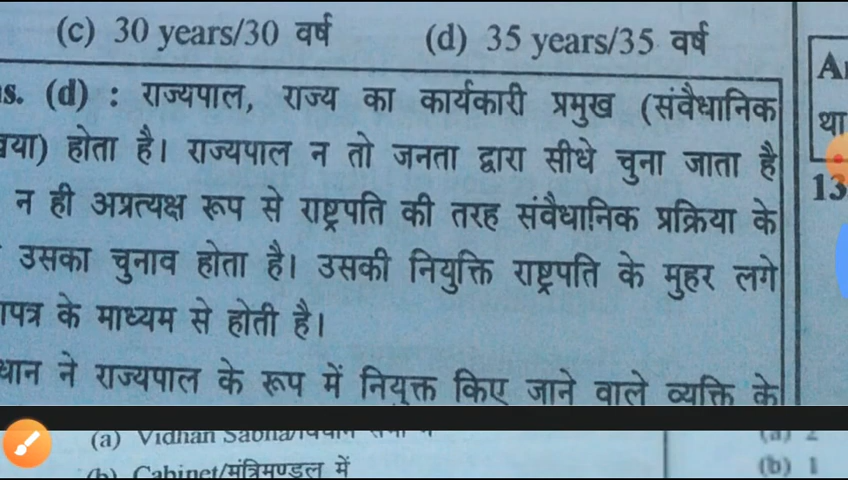 (c) 30 years/30 वर्ष (d) 35 years/35 वर्ष
s. (d) : राज्यपाल, राज्य का कार्यकारी प्रमुख (संवैधानिक
या) होता है। राज्यपाल न तो जनता द्वारा सीधे चुना जाता है
न ही अप्रत्यक्ष रूप से राष्ट्रपति की तरह संवैधानिक प्रक्रिया के
उसका चुनाव होता है। उसकी नियुक्ति राष्ट्रपति के मुहर लगे
पत्र के माध्यम से होती है।
धान ने राज्यपाल के रूप में नियुक्त किए जाने वाले व्यक्ति के
(a) Vidhan Sabha/
(b) Cabinet/मंत्रिमण्डल में
था
13
(b) 1